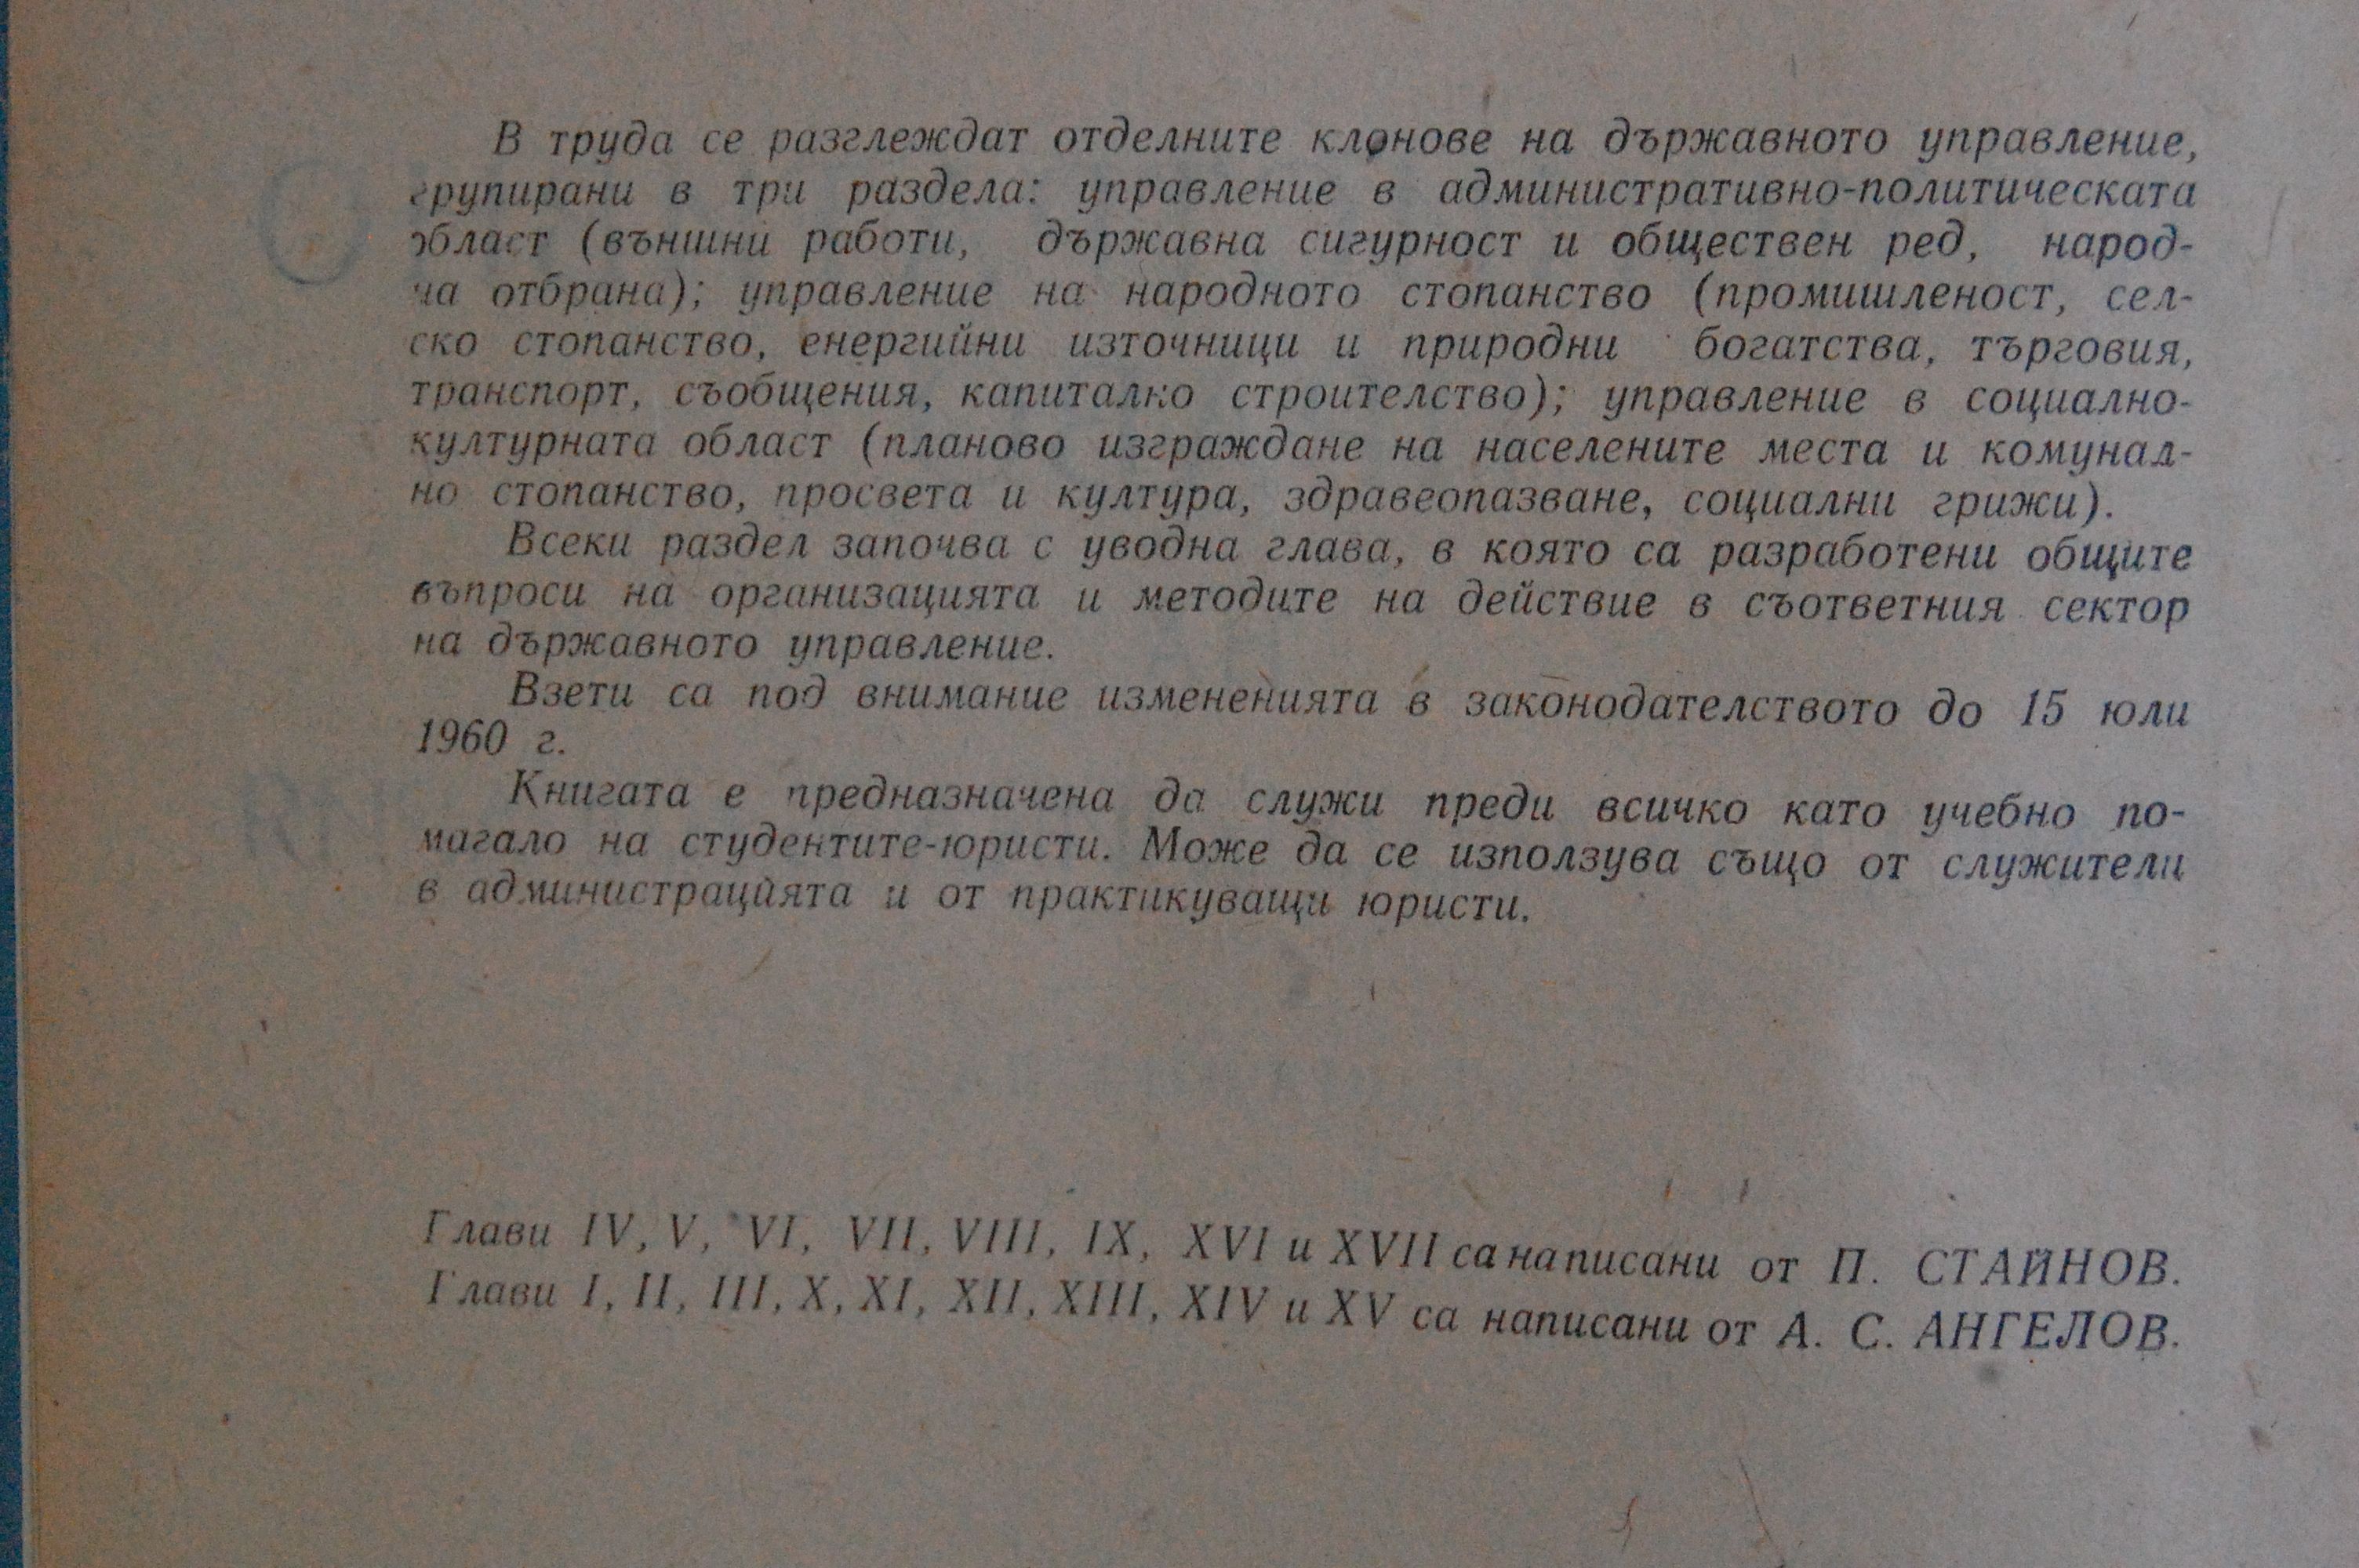 В труда се разглеждат отделните клонове на държавното управление,
групирани в три раздела: управление в административно-политическата
област (външни работи, държавна сигурност и обществен ред, народ-
на отбрана); управление на народното стопанство (промишленост, сел-
ско стопанство, енергийни източници и природни богатства, търговия,
транспорт, съобщения, капиталко строителство); управление в социално-
културната област (планово изграждане на населените места и комунал-
но стопанство, просвета и култура, здравеопазване, социални грижи).
Всеки раздел започва с уводна глава, в която са разработени общите
въпроси на организацията и методите на действие в съответния сектор
на държавното управление.
Взети са под внимание измененията в законодателството до 15 юли
1960 г.
Книгата е предназначена да служи преди всичко като учебно по-
магало на студентите-юристи. Може да се използува също от служители
в администрацията и от практикуващи юристи.
Глави IV, V, VI, VII, VIII, IX, XVI и XVII са написани от П. СТАЙНОВ.
Глави I, II, III, X, XI, XII, XIII, XIV и XV са написани от А. С. АНГЕЛОВ.